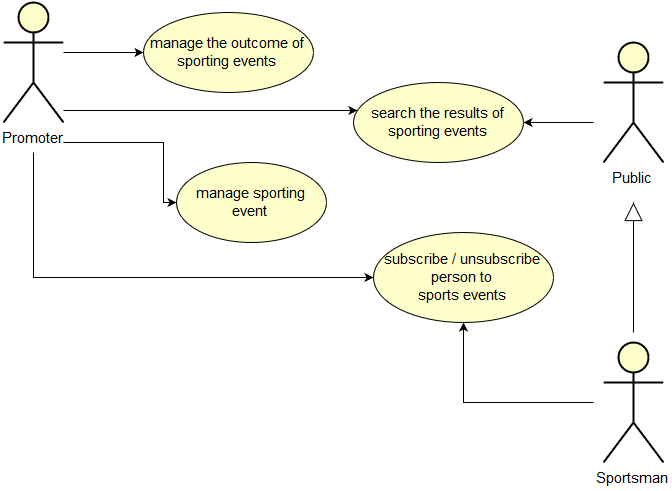 manage the outcome of
sporting events
Promoter
search the results of
sporting events
Public
manage sporting
event
subscribe / unsubscribe
person to
sports events
Sportsman